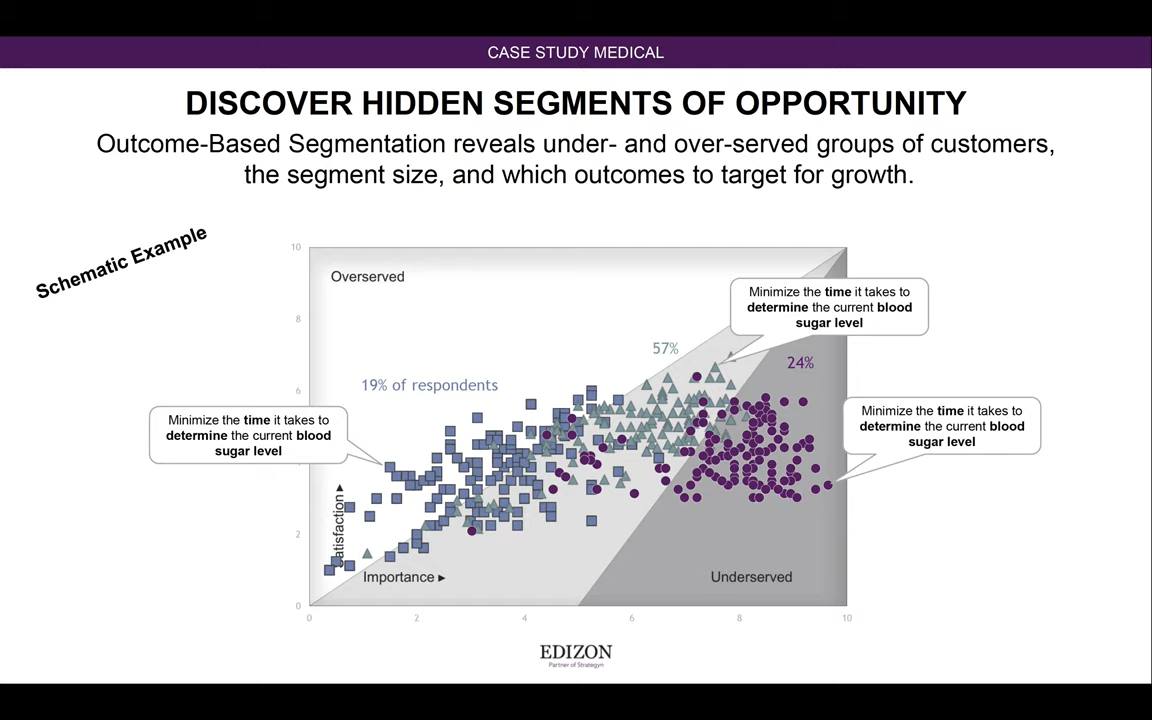 CASE STUDY MEDICAL
DISCOVER HIDDEN SEGMENTS OF OPPORTUNITY
Outcome-Based Segmentation reveals under- and over-served groups of customers,
the segment size, and which outcomes to target for growth.
Schematic Example
10
Overserved
Minimize the time it takes to
determine the current blood
sugar level
8
57%
24%
6
19% of respondents
Minimize the time it takes to
determine the current blood
sugar level
Minimize the time it takes to
determine the current blood
sugar level
Satisfaction ▸
2
Importance ▸
Underserved
0
0
2
4
6
8
10
EDIZON
Partner of Strategyn